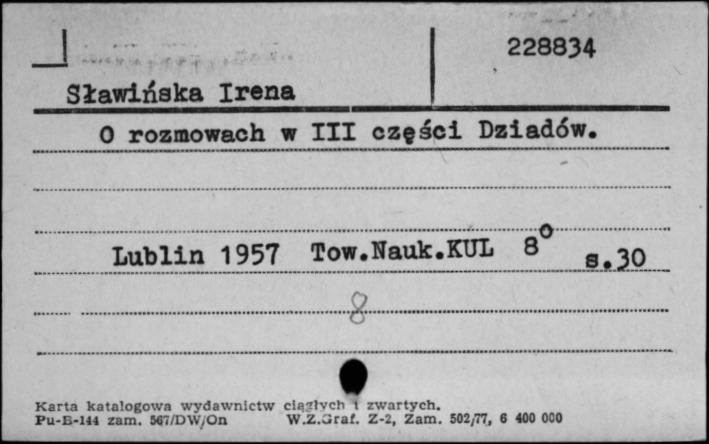 228834
Sławińska Irena
O rozmowach w III części Dziadów.
Lublin 1957 Tow.Nauk.KUL 8⁰ s.30
8
Karta katalogowa wydawnictw ciągłych i zwartych.
Pu-B-144 zam. 567/DW/On W.Z.Graf. Z-2, Zam. 502/77, 6 400 000